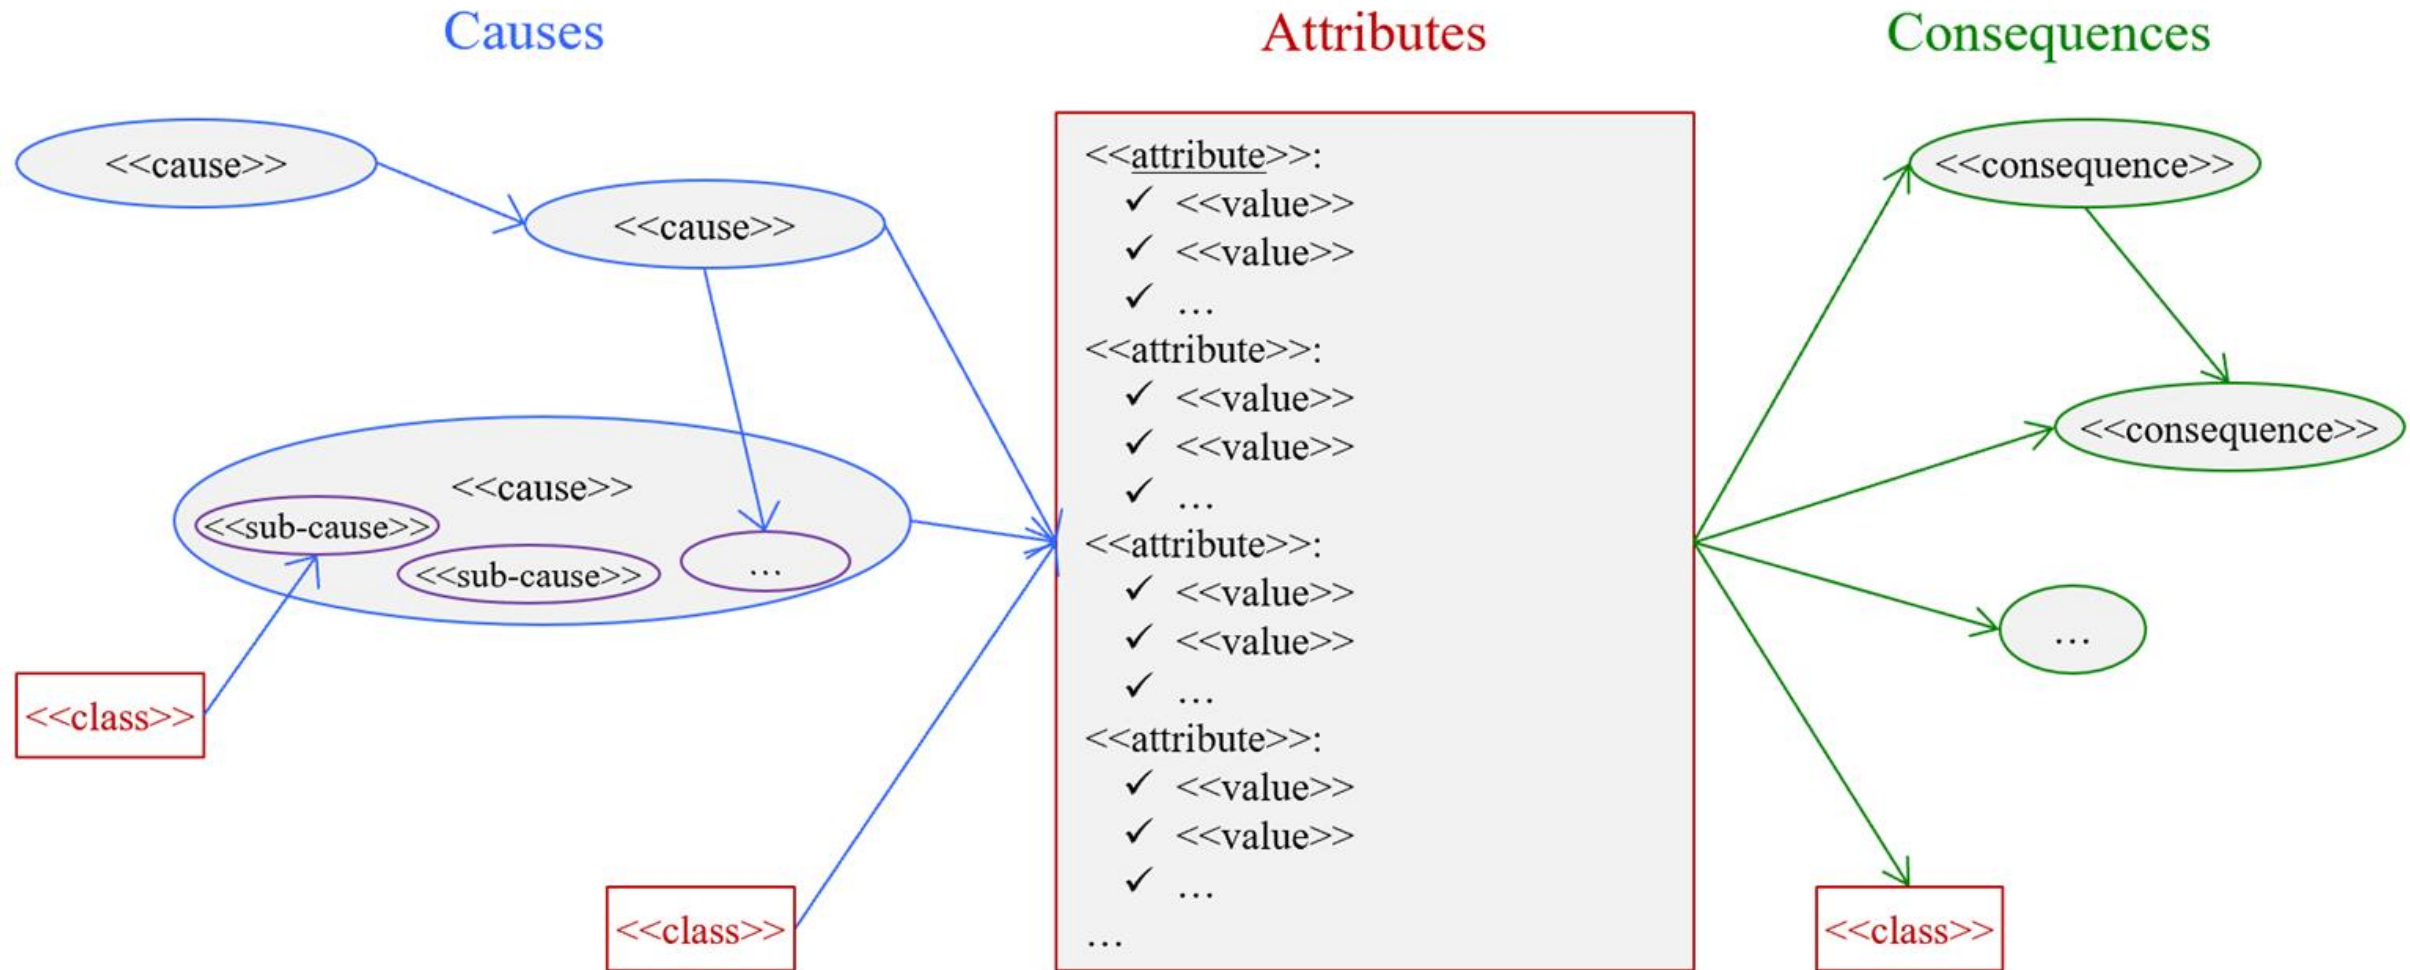 Causes
Attributes
Consequences
<<cause>>
<<cause>>
<<cause>>
<<sub-cause>>
<<sub-cause>>
…
<<class>>
<<class>>
<<attribute>>:
✓ <<value>>
✓ <<value>>
✓ …
<<attribute>>:
✓ <<value>>
✓ <<value>>
✓ …
<<attribute>>:
✓ <<value>>
✓ <<value>>
✓ …
<<attribute>>:
✓ <<value>>
✓ <<value>>
✓ …
…
<<consequence>>
<<consequence>>
…
<<class>>